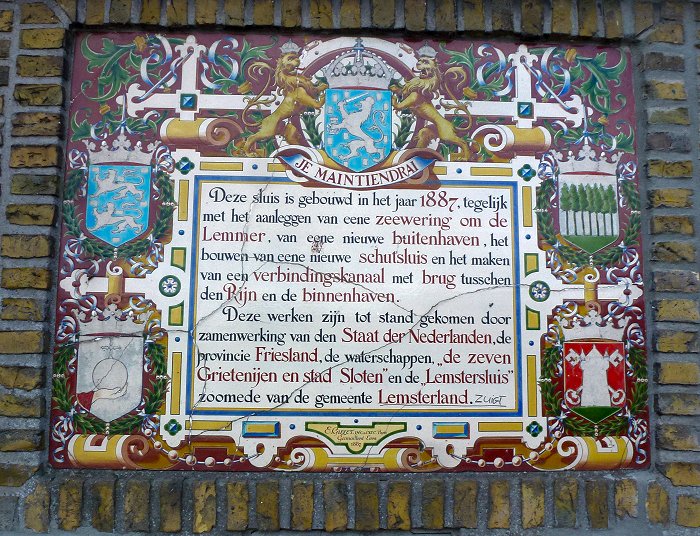 JE MAINTIENDRAI
Deze sluis is gebouwd in het jaar 1887, tegelijk
met het aanleggen van eene zeewering om de
Lemmer, van eene nieuwe buitenhaven, het
bouwen van eene nieuwe schutsluis en het maken
van een verbindingskanaal met brug tusschen
den Rijn en de binnenhaven.
Deze werken zijn tot stand gekomen door
zamenwerking van den Staat der Nederlanden, de
provincie Friesland, de waterschappen, "de zeven
Grietenijen en stad Sloten" en de "Lemstersluis"
zoomede van de gemeente Lemsterland. ZUIGT
1887